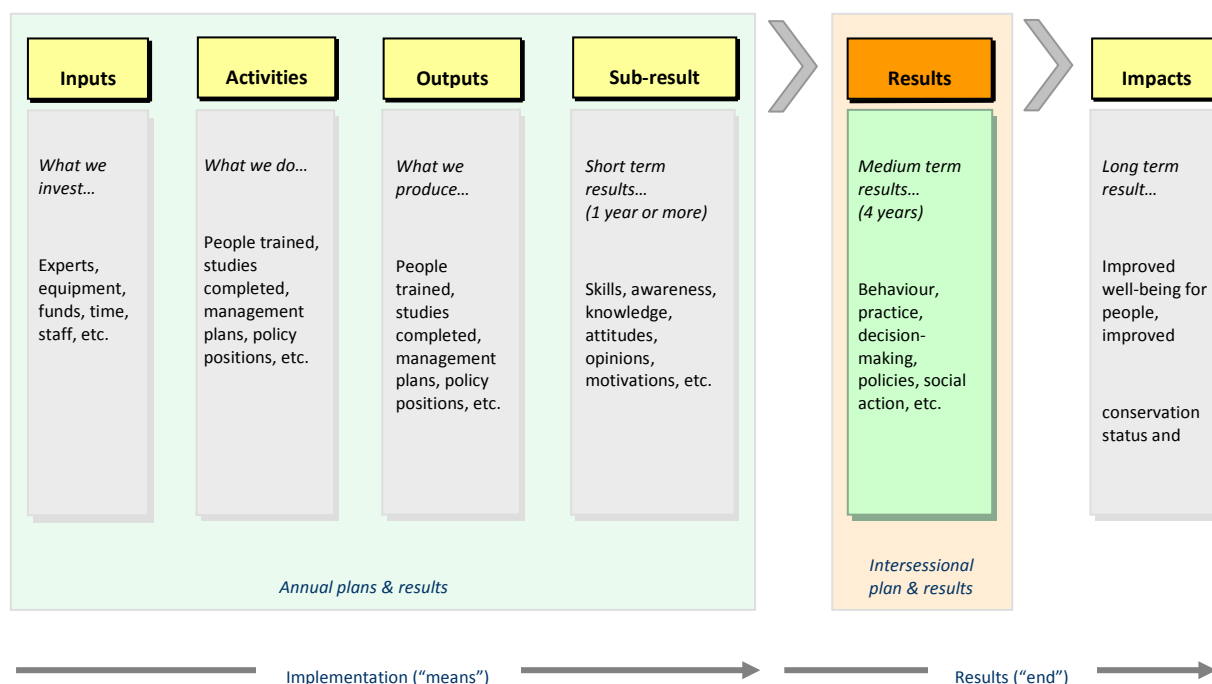 Inputs
What we
invest…
Experts,
equipment,
funds, time,
staff, etc.
Activities
What we do…
People trained,
studies
completed,
management
plans, policy
positions, etc.
Outputs
What we
produce…
People
trained,
studies
completed,
management
plans, policy
positions, etc.
Sub-result
Short term
results…
(1 year or more)
Skills, awareness,
knowledge,
attitudes,
opinions,
motivations, etc.
Annual plans & results
Results
Medium term
results…
(4 years)
Behaviour,
practice,
decision-
making,
policies, social
action, etc.
Intersessional
plan & results
Impacts
Long term
result…
Improved
well-being for
people,
improved
conservation
status and
Implementation (“means”)
Results (“end”)